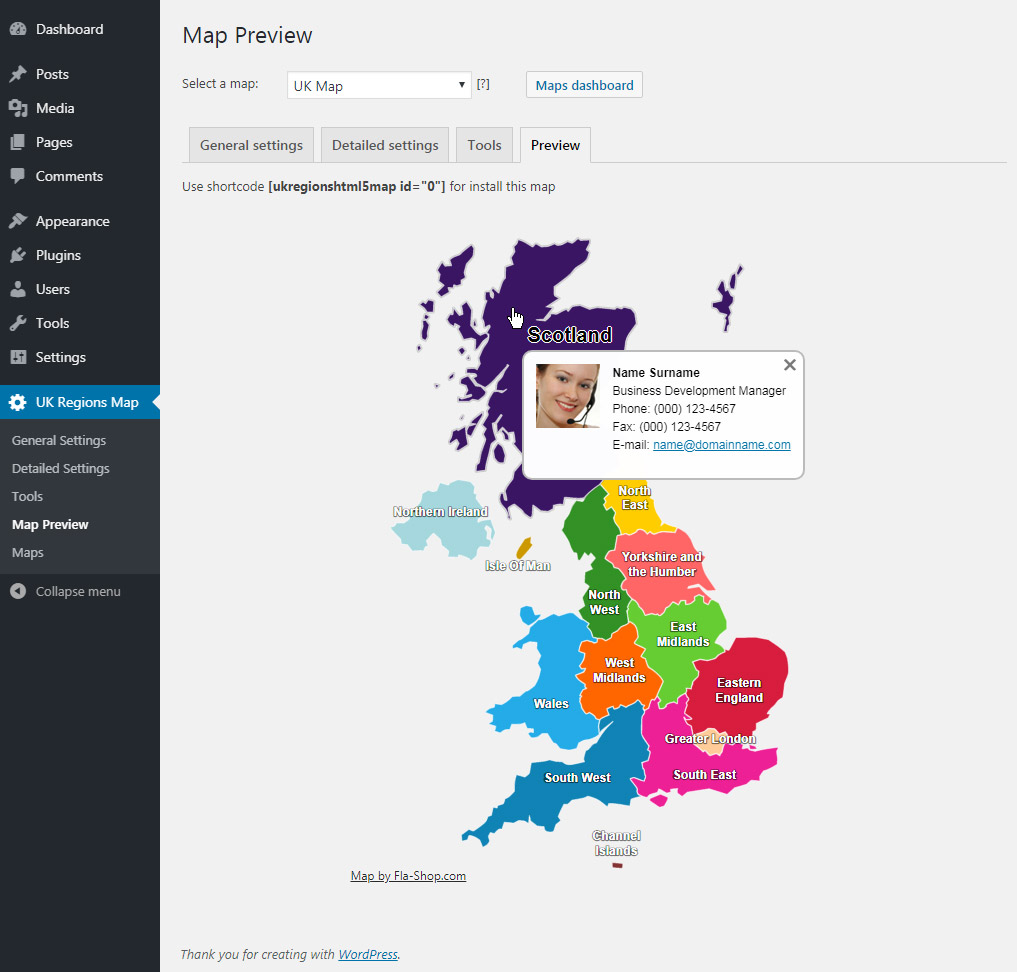 Dashboard
Posts
Media
Pages
Comments
Appearance
Plugins
Users
Tools
Settings
UK Regions Map
General Settings
Detailed Settings
Tools
Map Preview
Maps
Collapse menu
Map Preview
Select a map:
UK Map
[?]
Maps dashboard
General settings
Detailed settings
Tools
Preview
Use shortcode [ukregionshtml5map id="0"] for install this map
Scotland
Name Surname
Business Development Manager
Phone: (000) 123-4567
Fax: (000) 123-4567
E-mail: name@domainname.com
North
East
Northern Ireland
Isle Of Man
Yorkshire and
the Humber
North
West
East
Midlands
West
Midlands
Eastern
England
Wales
Greater London
South West
South East
Channel
Islands
Map by Fla-Shop.com
Thank you for creating with WordPress.